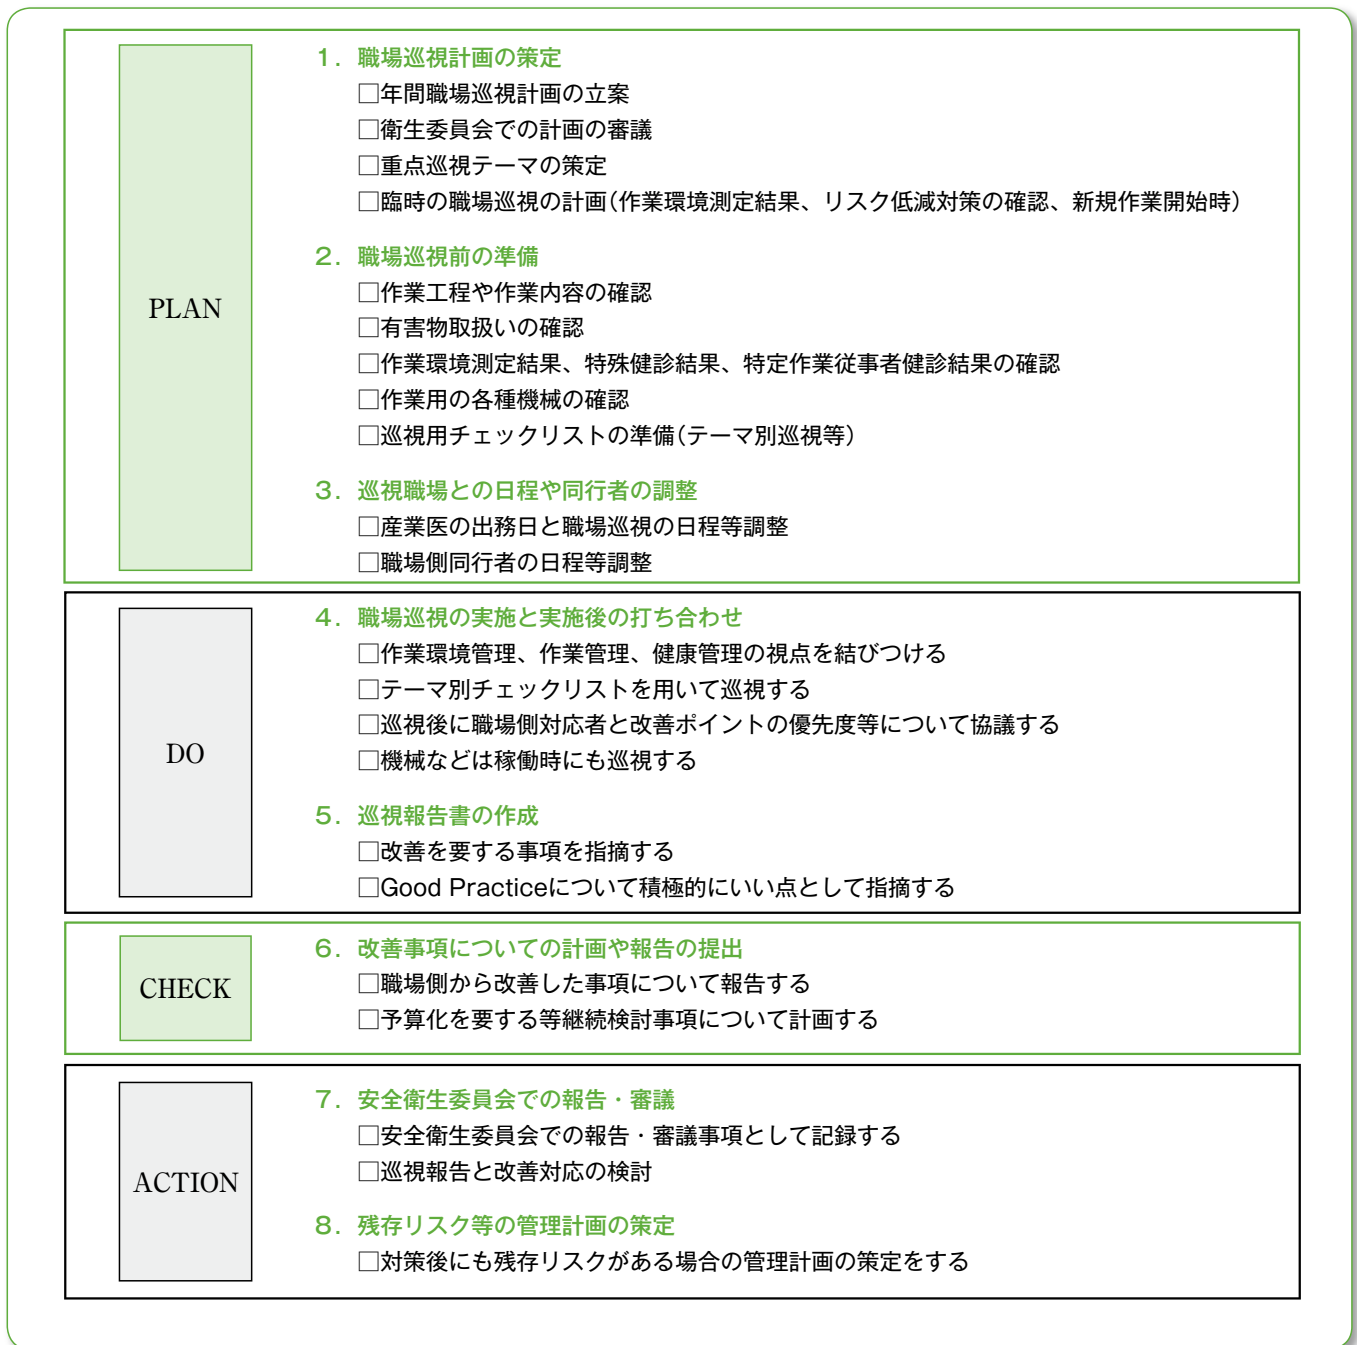 PLAN
1. 職場巡視計画の策定
□年間職場巡視計画の立案
□衛生委員会での計画の審議
□重点巡視テーマの策定
□臨時の職場巡視の計画(作業環境測定結果、リスク低減対策の確認、新規作業開始時)
2. 職場巡視前の準備
□作業工程や作業内容の確認
□有害物取扱いの確認
□作業環境測定結果、特殊健診結果、特定作業従事者健診結果の確認
□作業用の各種機械の確認
□巡視用チェックリストの準備(テーマ別巡視等)
3. 巡視職場との日程や同行者の調整
□産業医の出務日と職場巡視の日程等調整
□職場側同行者の日程等調整
DO
4. 職場巡視の実施と実施後の打ち合わせ
□作業環境管理、作業管理、健康管理の視点を結びつける
□テーマ別チェックリストを用いて巡視する
□巡視後に職場側対応者と改善ポイントの優先度等について協議する
□機械などは稼働時にも巡視する
5. 巡視報告書の作成
□改善を要する事項を指摘する
□Good Practiceについて積極的にいい点として指摘する
CHECK
6. 改善事項についての計画や報告の提出
□職場側から改善した事項について報告する
□予算化を要する等継続検討事項について計画する
ACTION
7. 安全衛生委員会での報告・審議
□安全衛生委員会での報告・審議事項として記録する
□巡視報告と改善対応の検討
8. 残存リスク等の管理計画の策定
□対策後にも残存リスクがある場合の管理計画の策定をする